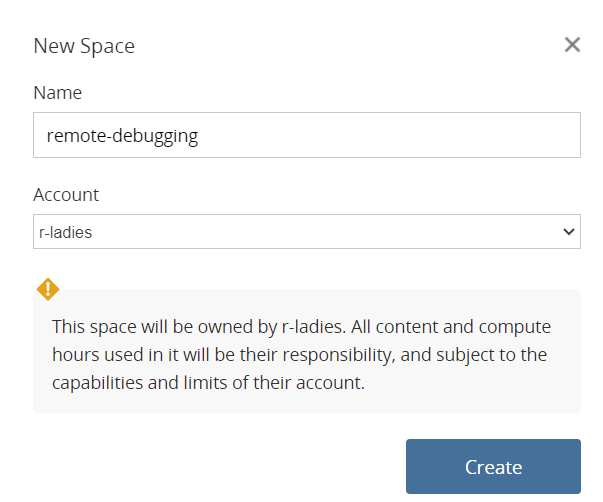 New Space
Name
remote-debugging
Account
r-ladies
This space will be owned by r-ladies. All content and compute
hours used in it will be their responsibility, and subject to the
capabilities and limits of their account.
Create